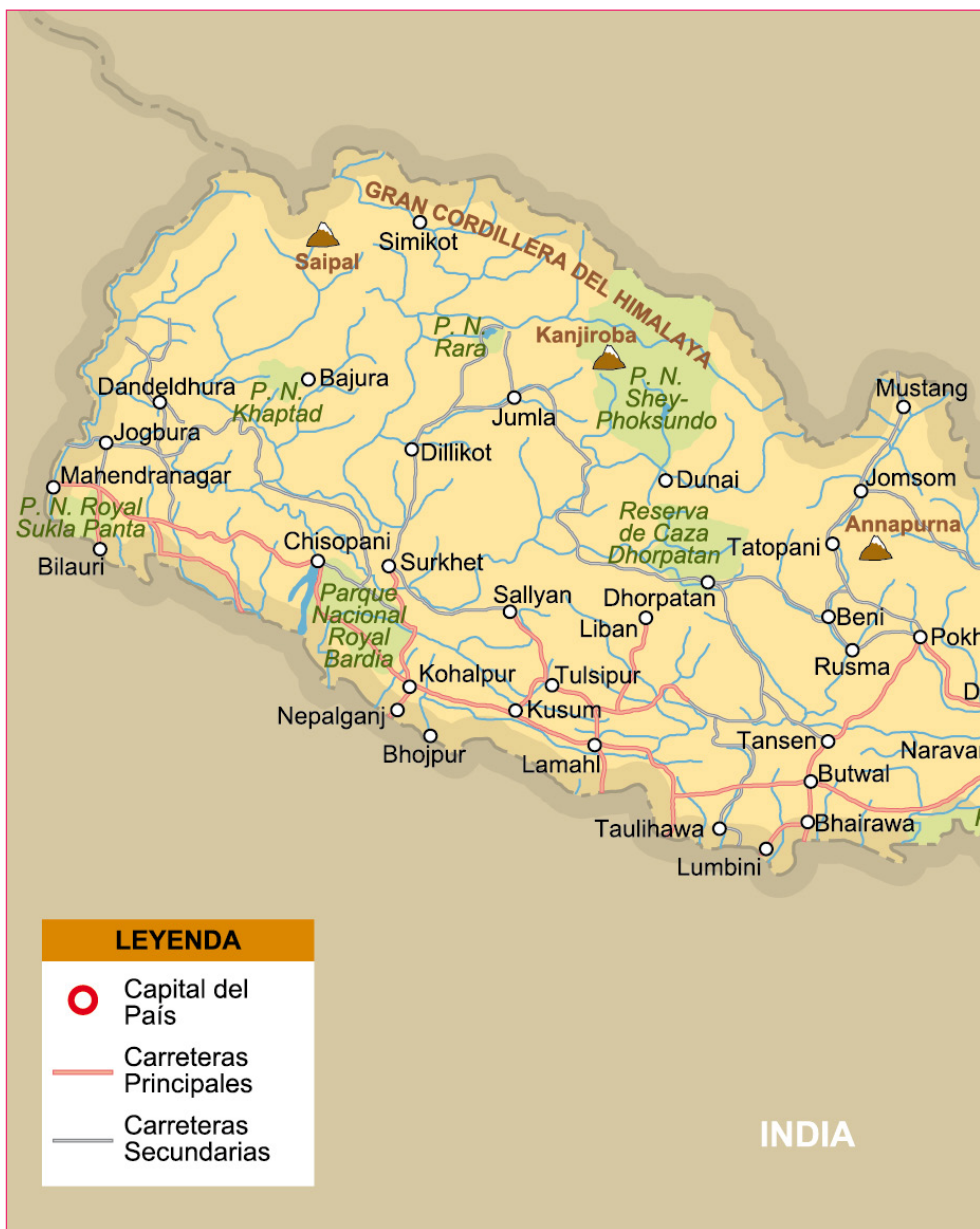 GRAN CORDILLERA DEL HIMALAYA
Simikot
Saipal
P. N.
Rara
Kanjiroba
P. N.
Shey-
Phoksundo
Dandeldhura
P. N.
Khaptad
Bajura
Jumla
Mustang
Jogbura
Dillikot
Mahendranagar
Dunai
Jomsom
P. N. Royal
Sukla Panta
Reserva
de Caza
Dhorpatan
Annapurna
Tatopani
Bilauri
Chisopani
Surkhet
Parque
Nacional
Royal
Bardia
Sallyan
Dhorpatan
Liban
Beni
Rusma
Pokh
Kohalpur
Tulsipur
D
Nepalganj
Kusum
Bhojpur
Lamahl
Tansen
Naravan
Butwal
Taulihawa
Bhairawa
Lumbini
LEYENDA
Capital del
País
Carreteras
Principales
Carreteras
Secundarias
INDIA